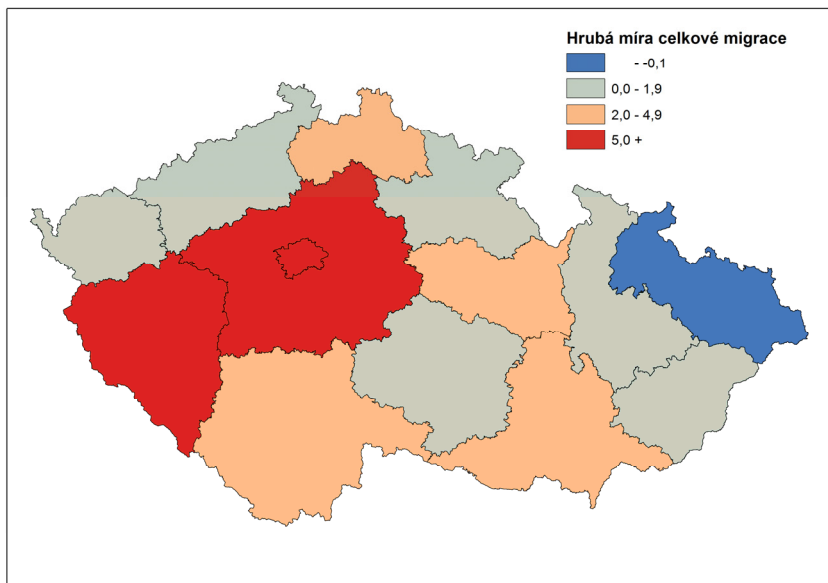 Hrubá míra celkové migrace
- -0,1
0,0 - 1,9
2,0 - 4,9
5,0 +